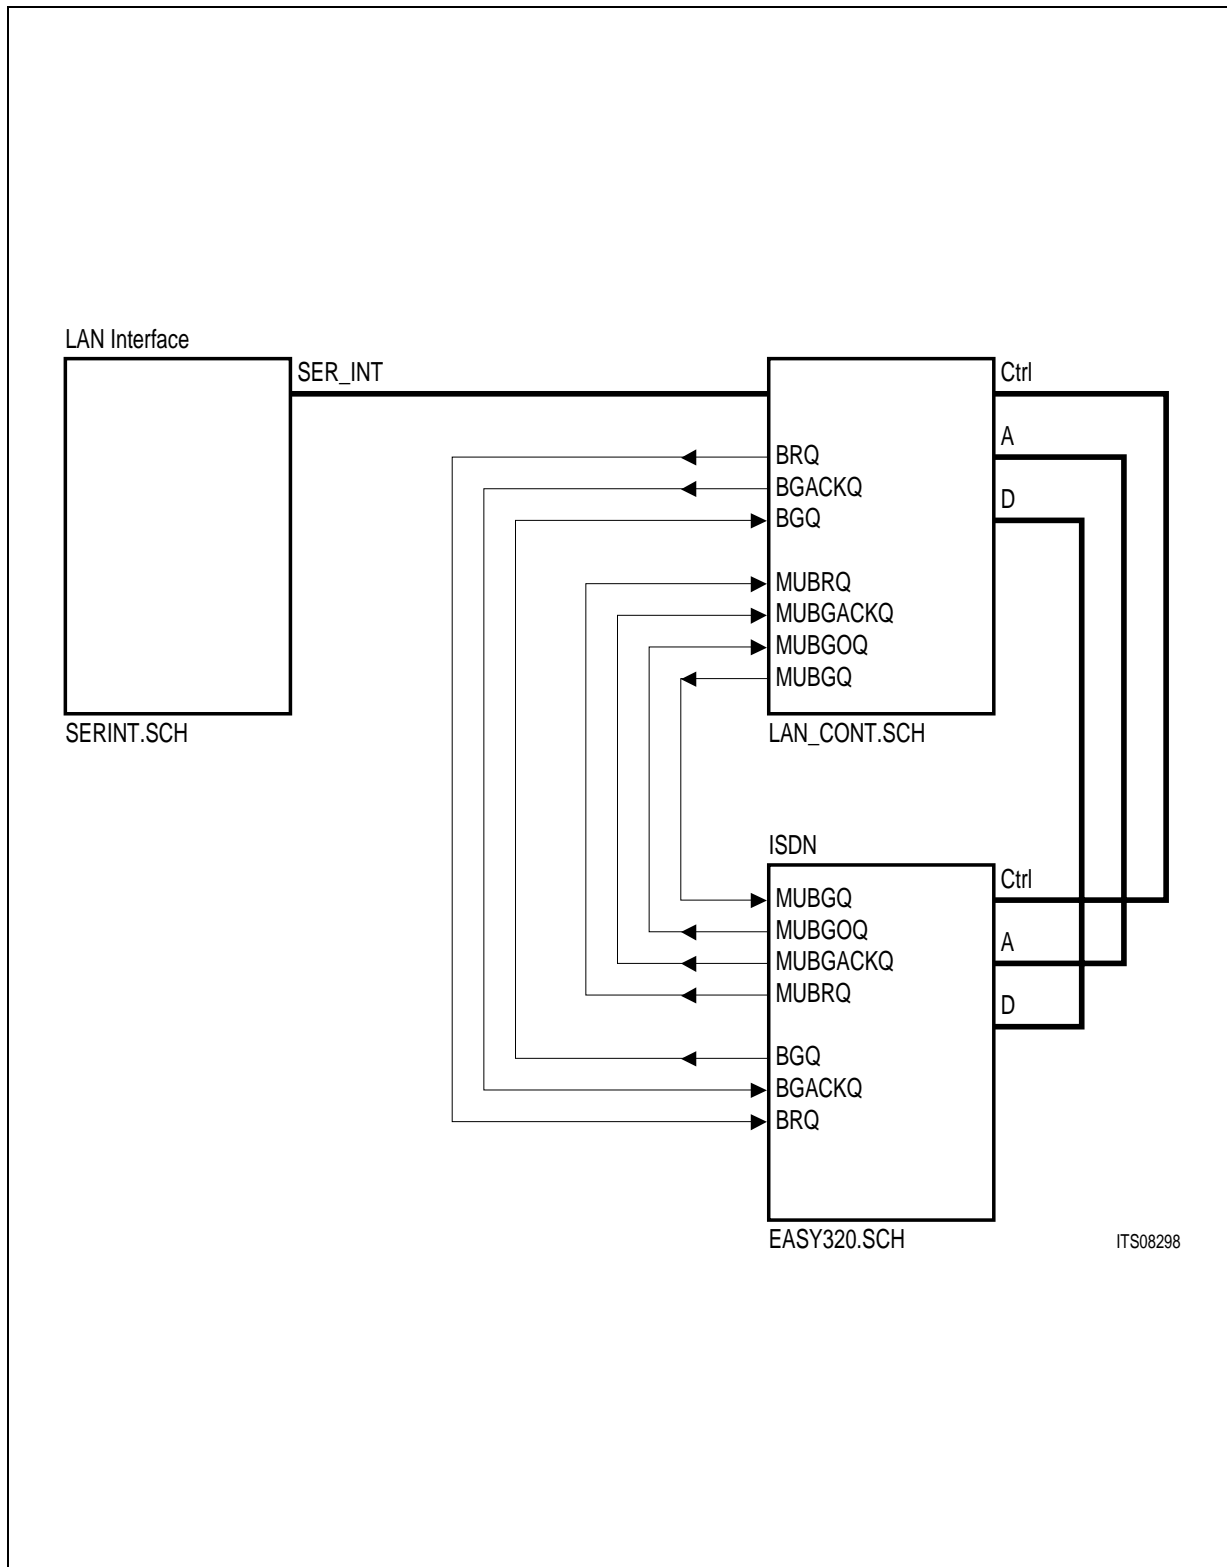 LAN Interface
SER_INT
Ctrl
A
BRQ
BGACKQ
D
BGQ
MUBRQ
MUBGACKQ
MUBGOQ
MUBGQ
SERINT.SCH
LAN_CONT.SCH
ISDN
Ctrl
MUBGQ
MUBGOQ
A
MUBGACKQ
MUBRQ
D
BGQ
BGACKQ
BRQ
EASY320.SCH
ITS08298